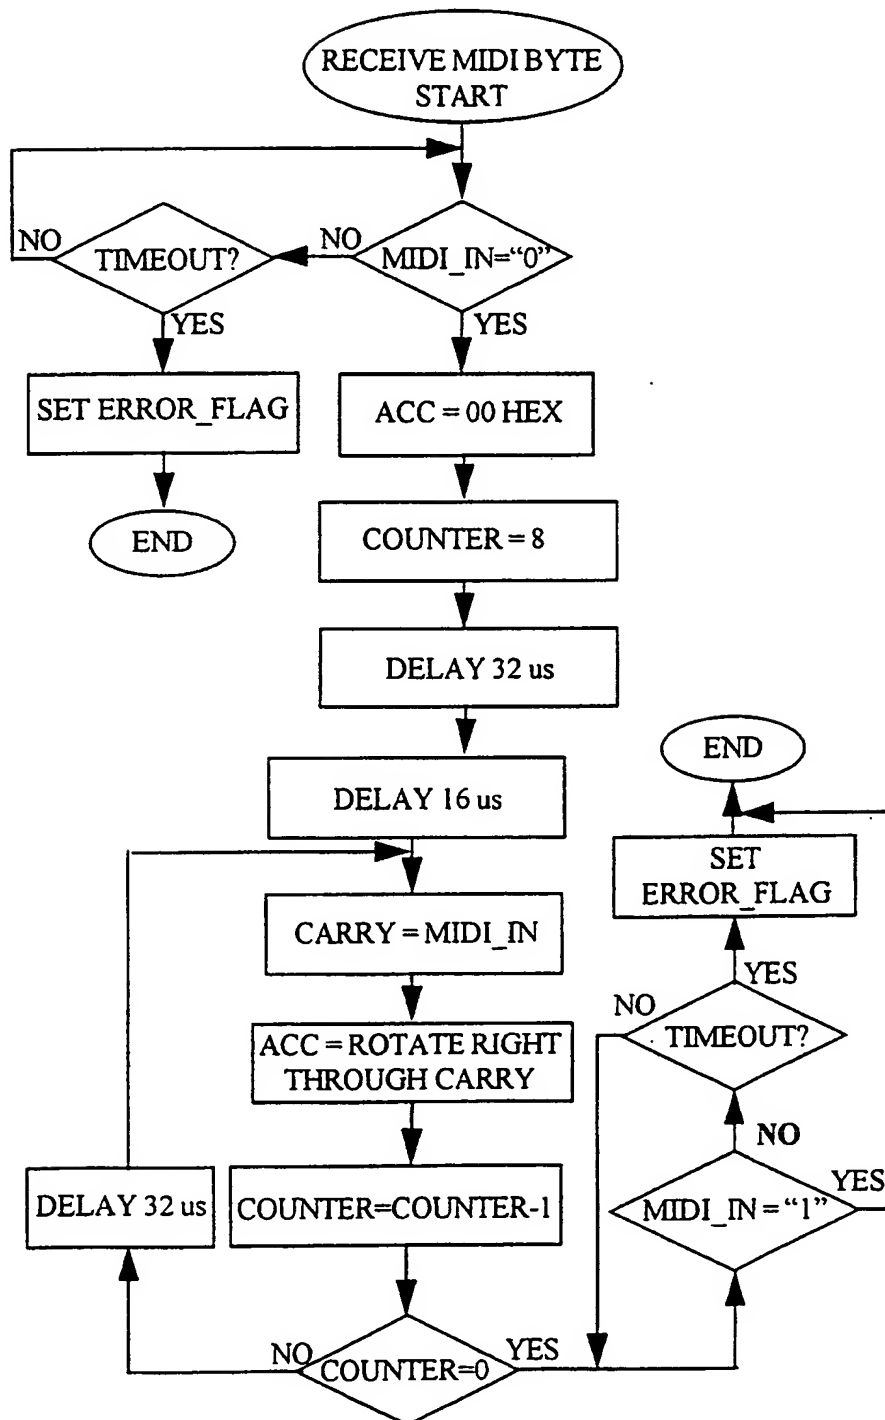 RECEIVE MIDI BYTE
START
NO
TIMEOUT?
NO
MIDI_IN="0"
YES
YES
SET ERROR_FLAG
ACC = 00 HEX
END
COUNTER = 8
DELAY 32 us
DELAY 16 us
END
SET
ERROR_FLAG
CARRY = MIDI_IN
YES
NO
TIMEOUT?
ACC = ROTATE RIGHT
THROUGH CARRY
NO
DELAY 32 us
COUNTER=COUNTER-1
MIDI_IN = "1"
YES
NO
COUNTER=0
YES